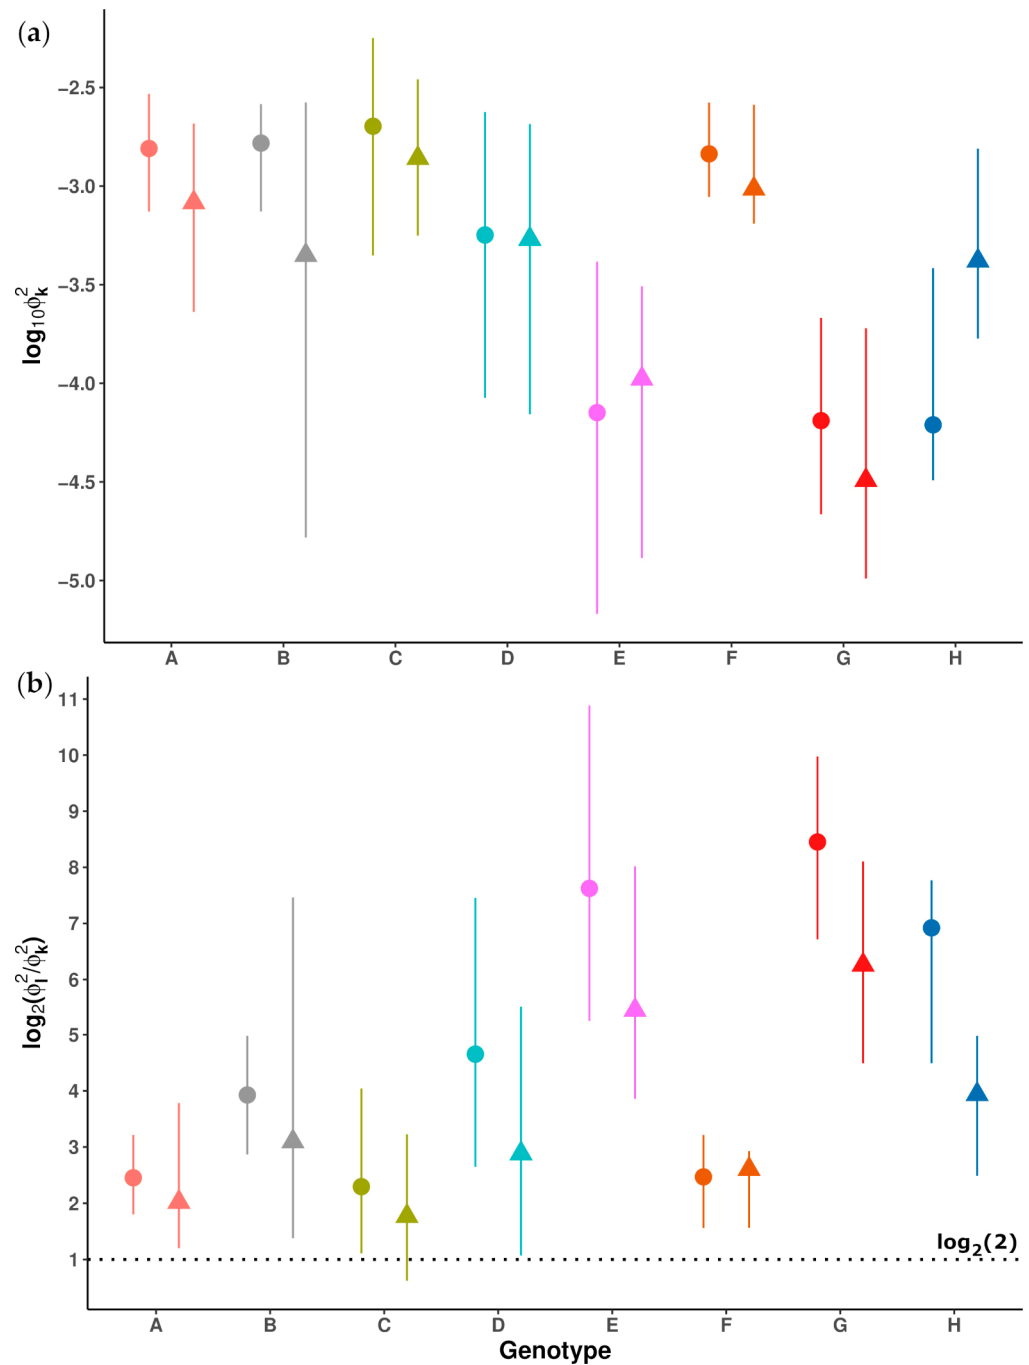 (a)
−2.5
−3.0
−3.5
−4.0
−4.5
−5.0
log₁₀ϕₖ²
A B C D E F G H
(b)
11
10
9
8
7
6
5
4
3
2
1
log₂(ϕₗ²/ϕₖ²)
log₂(2)
A B C D E F G H
Genotype